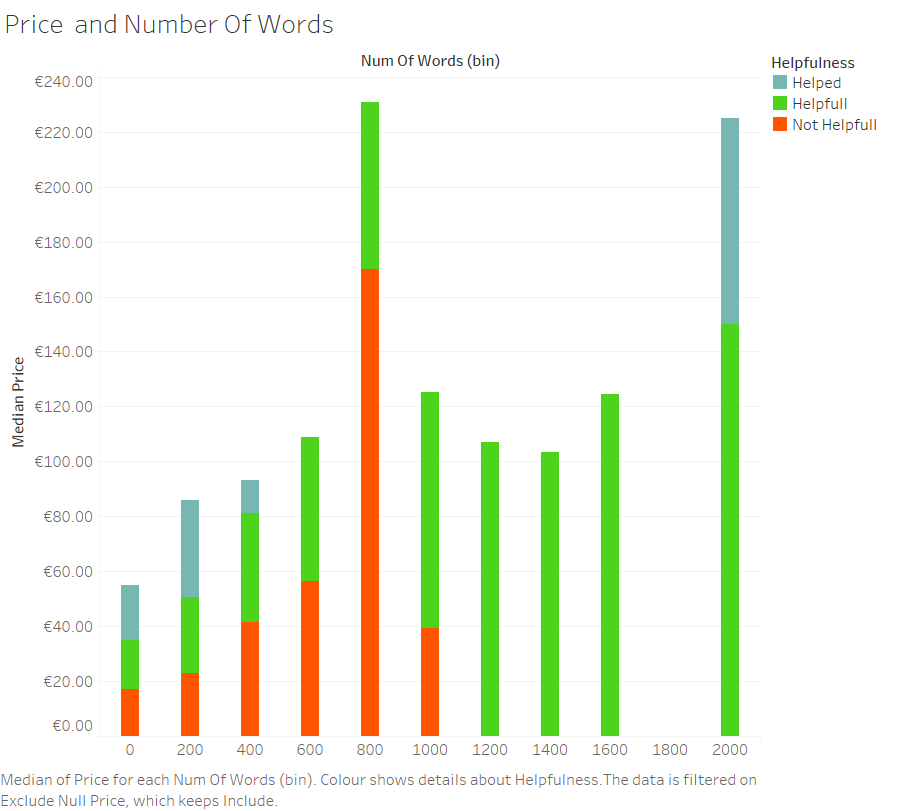 Price and Number Of Words
Num Of Words (bin)
Helpfulness
Helped
Helpfull
Not Helpfull
€240.00
€220.00
€200.00
€180.00
€160.00
€140.00
€120.00
€100.00
€80.00
€60.00
€40.00
€20.00
€0.00
Median Price
0 200 400 600 800 1000 1200 1400 1600 1800 2000
Median of Price for each Num Of Words (bin). Colour shows details about Helpfulness.The data is filtered on
Exclude Null Price, which keeps Include.